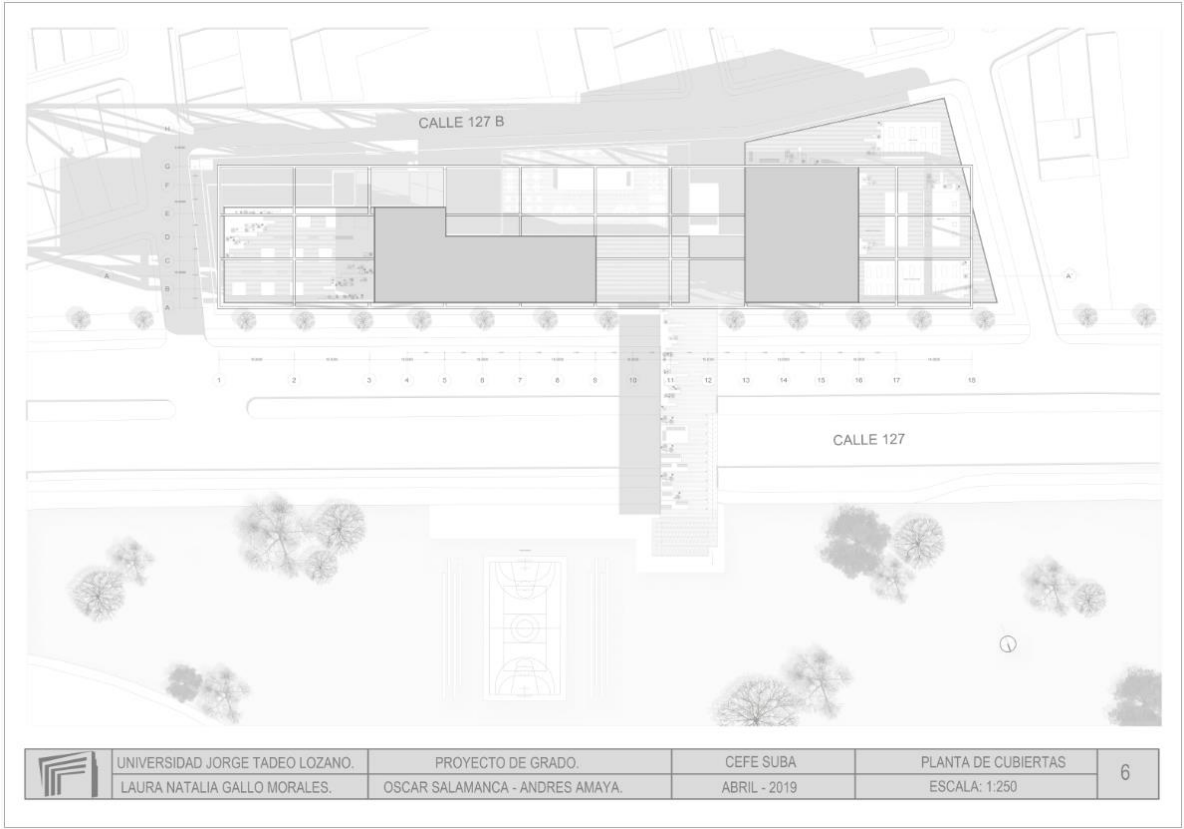 CALLE 127 B
H
G
F
E
D
C
B
A
A
A'
1 2 3 4 5 6 7 8 9 10 11 12 13 14 15 16 17 18
CALLE 127
UNIVERSIDAD JORGE TADEO LOZANO.
PROYECTO DE GRADO.
CEFE SUBA
PLANTA DE CUBIERTAS
6
LAURA NATALIA GALLO MORALES.
OSCAR SALAMANCA - ANDRES AMAYA.
ABRIL - 2019
ESCALA: 1:250